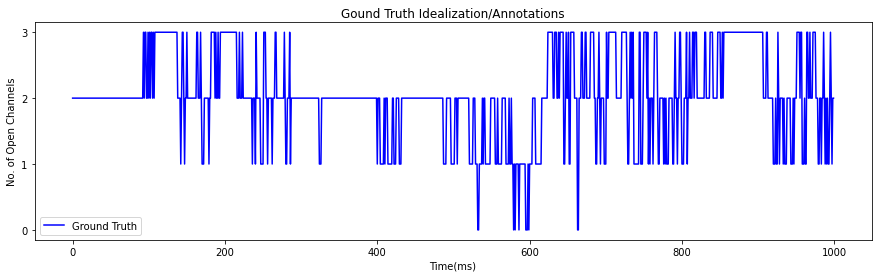 Gound Truth Idealization/Annotations
No. of Open Channels
3
2
1
0
Ground Truth
0
200
400
600
800
1000
Time(ms)